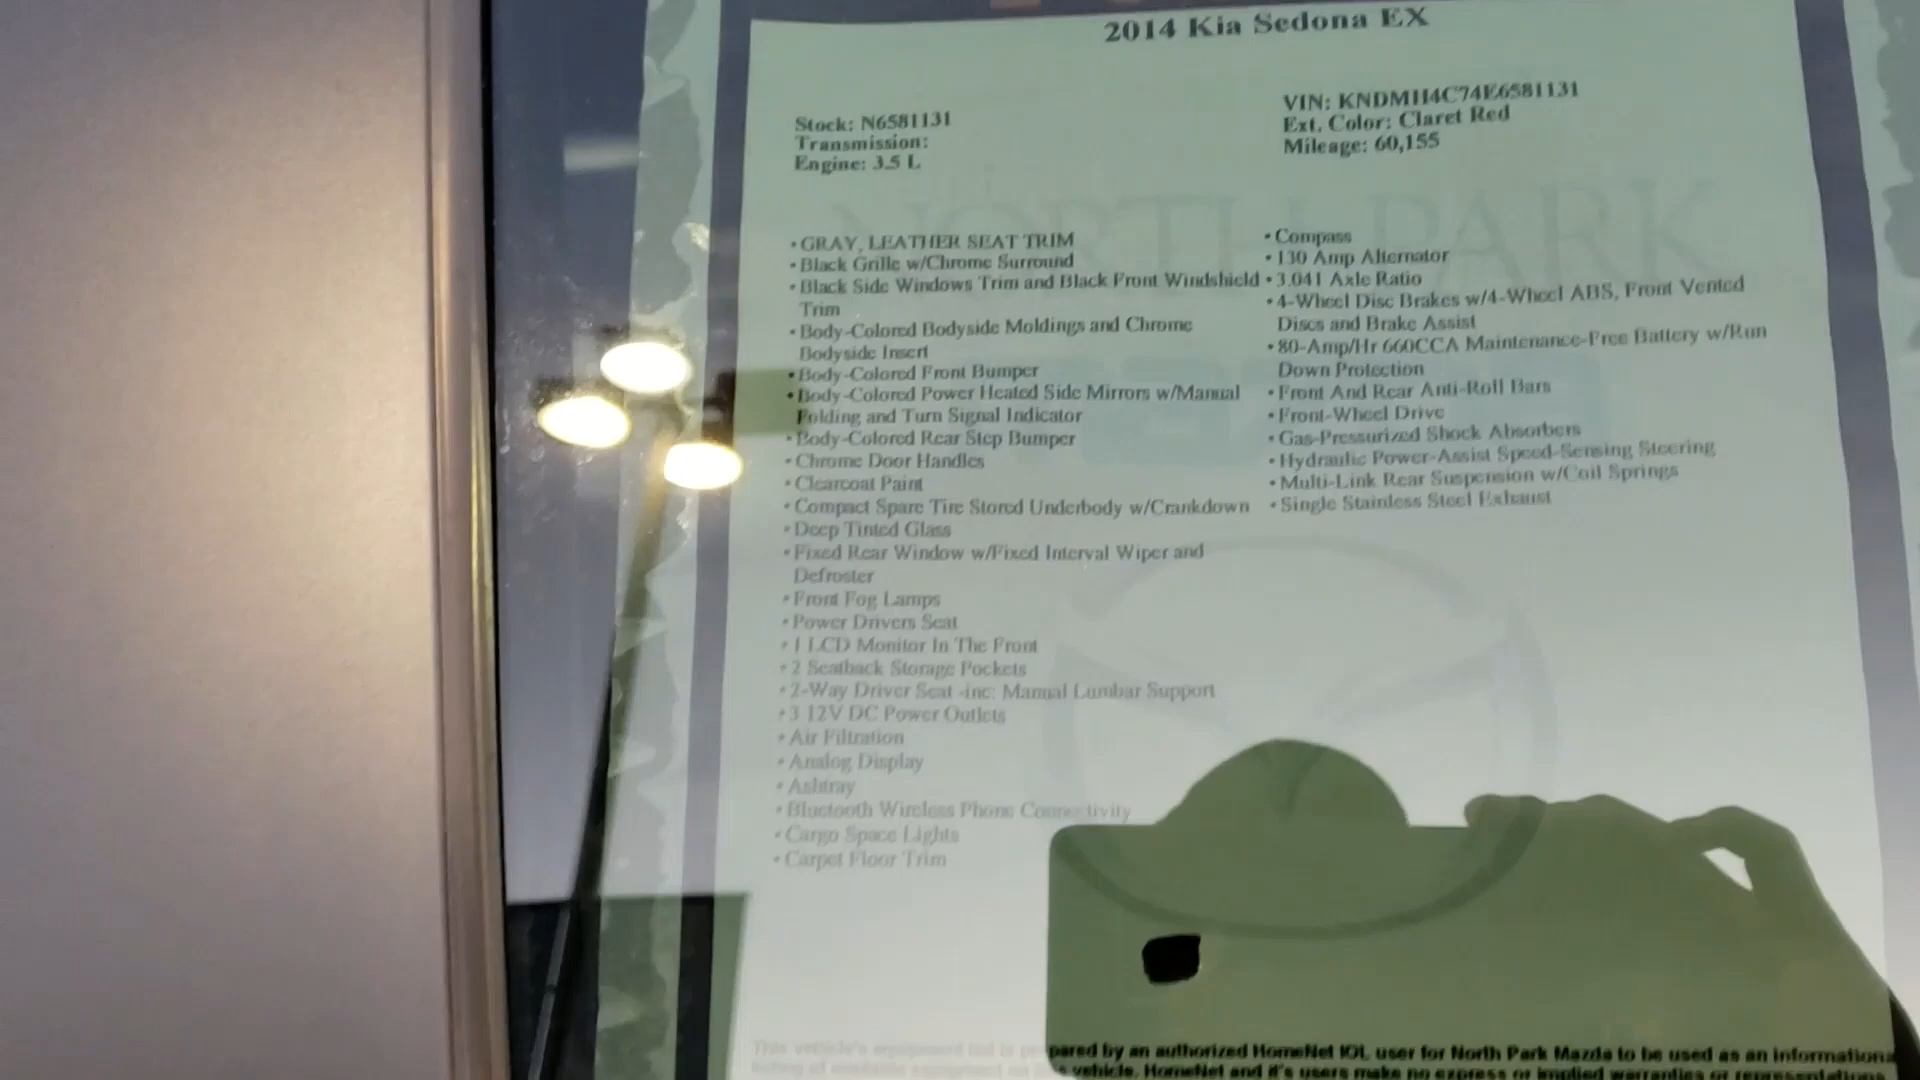 2014 Kia Sedona EX
Stock: N6581131
Transmission:
Engine: 3.5 L
VIN: KNDMH4C74E6581131
Ext. Color: Claret Red
Mileage: 60,155
NORTH PARK
• GRAY, LEATHER SEAT TRIM
• Black Grille w/Chrome Surround
• Black Side Windows Trim and Black Front Windshield
Trim
• Body-Colored Bodyside Moldings and Chrome
Bodyside Insert
• Body-Colored Front Bumper
• Body-Colored Power Heated Side Mirrors w/Manual
Folding and Turn Signal Indicator
• Body-Colored Rear Step Bumper
• Chrome Door Handles
• Clearcoat Paint
• Compact Spare Tire Stored Underbody w/Crankdown
• Deep Tinted Glass
• Fixed Rear Window w/Fixed Interval Wiper and
Defroster
• Front Fog Lamps
• Power Drivers Seat
• 1 LCD Monitor In The Front
• 2 Seatback Storage Pockets
• 2-Way Driver Seat -inc: Manual Lumbar Support
• 3 12V DC Power Outlets
• Air Filtration
• Analog Display
• Ashtray
• Bluetooth Wireless Phone Connectivity
• Cargo Space Lights
• Carpet Floor Trim
• Compass
• 130 Amp Alternator
• 3.041 Axle Ratio
• 4-Wheel Disc Brakes w/4-Wheel ABS, Front Vented
Discs and Brake Assist
• 80-Amp/Hr 660CCA Maintenance-Free Battery w/Run
Down Protection
• Front And Rear Anti-Roll Bars
• Front-Wheel Drive
• Gas-Pressurized Shock Absorbers
• Hydraulic Power-Assist Speed-Sensing Steering
• Multi-Link Rear Suspension w/Coil Springs
• Single Stainless Steel Exhaust
This vehicle's equipment list is prepared by an authorized HomeNet IOL user for North Park Mazda to be used as an informationa
vehicle. HomeNet and it's users make no express or implied warranties or representations